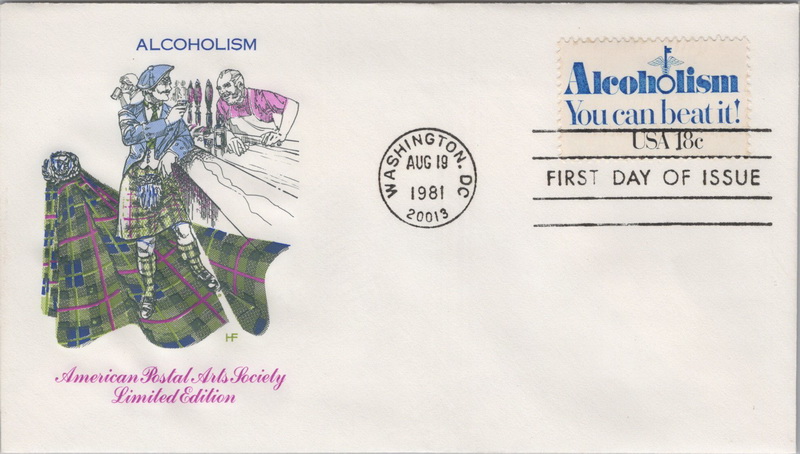 ALCOHOLISM
HF
American Postal Arts Society
Limited Edition
WASHINGTON, DC
AUG 19
1981
20013
Alcoholism
You can beat it!
USA 18c
FIRST DAY OF ISSUE